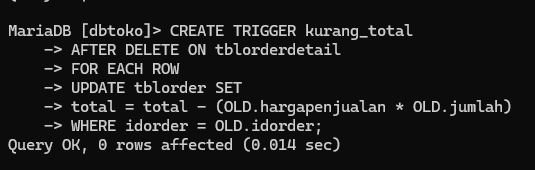 MariaDB [dbtoko]> CREATE TRIGGER kurang_total
-> AFTER DELETE ON tblorderdetail
-> FOR EACH ROW
-> UPDATE tblorder SET
-> total = total - (OLD.hargapenjualan * OLD.jumlah)
-> WHERE idorder = OLD.idorder;
Query OK, 0 rows affected (0.014 sec)